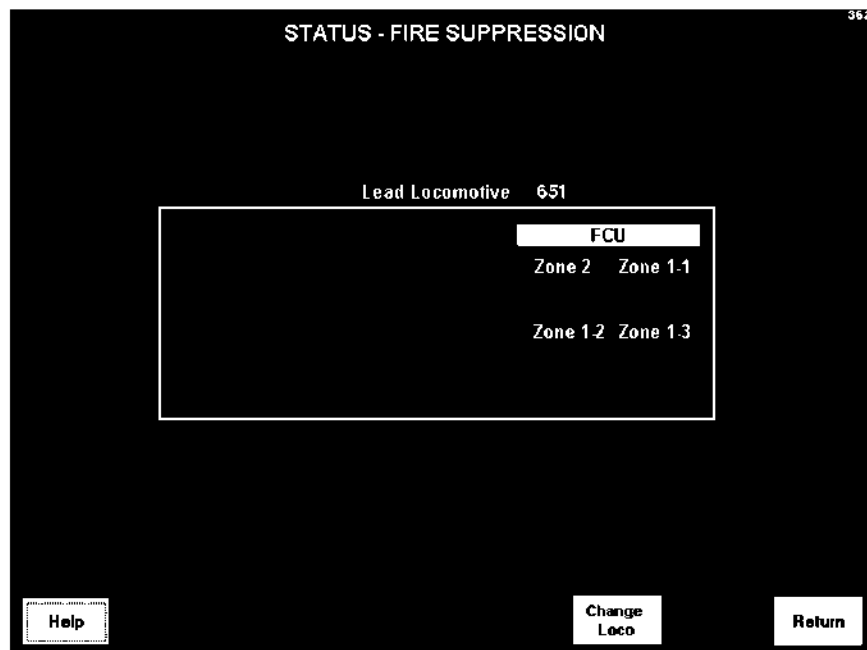 362
STATUS - FIRE SUPPRESSION
Lead Locomotive 651
FCU
Zone 2 Zone 1-1
Zone 1-2 Zone 1-3
Help
Change
Loco
Return